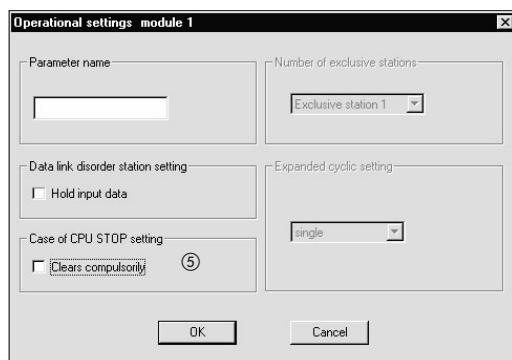 Operational settings module 1
Parameter name
Number of exclusive stations
Exclusive station 1
Data link disorder station setting
Hold input data
Expanded cyclic setting
single
Case of CPU STOP setting
Clears compulsorily ⑤
OK
Cancel